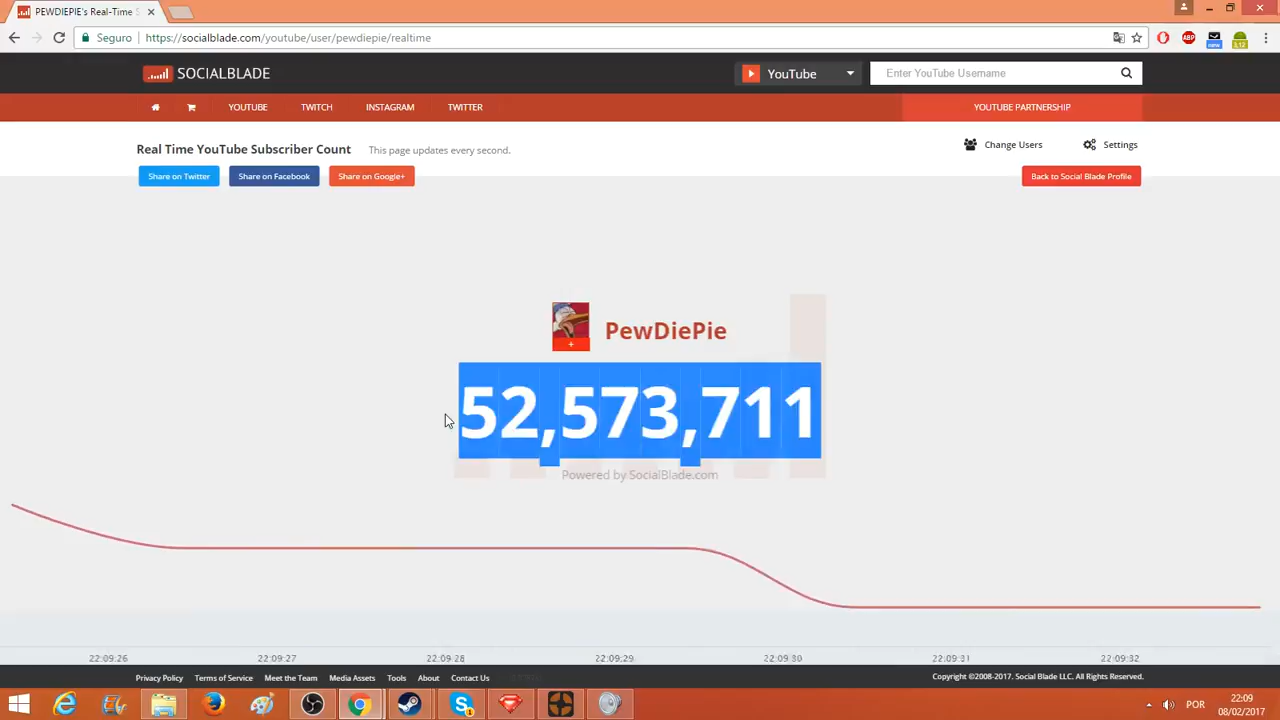 PEWDIEPIE's Real-Time S
Seguro https://socialblade.com/youtube/user/pewdiepie/realtime
ABP
new
SOCIALBLADE YouTube Enter YouTube Username
YOUTUBE TWITCH INSTAGRAM TWITTER YOUTUBE PARTNERSHIP
Real Time YouTube Subscriber Count This page updates every second. Change Users Settings
Share on Twitter Share on Facebook Share on Google+ Back to Social Blade Profile
PewDiePie
+
52,573,711
Powered by SocialBlade.com
22:09:26 22:09:27 22:09:28 22:09:29 22:09:30 22:09:31 22:09:32
Privacy Policy Terms of Service Meet the Team Media Assets Tools About Contact Us Copyright ©2008-2017. Social Blade LLC. All Rights Reserved.
POR
22:09
08/02/2017